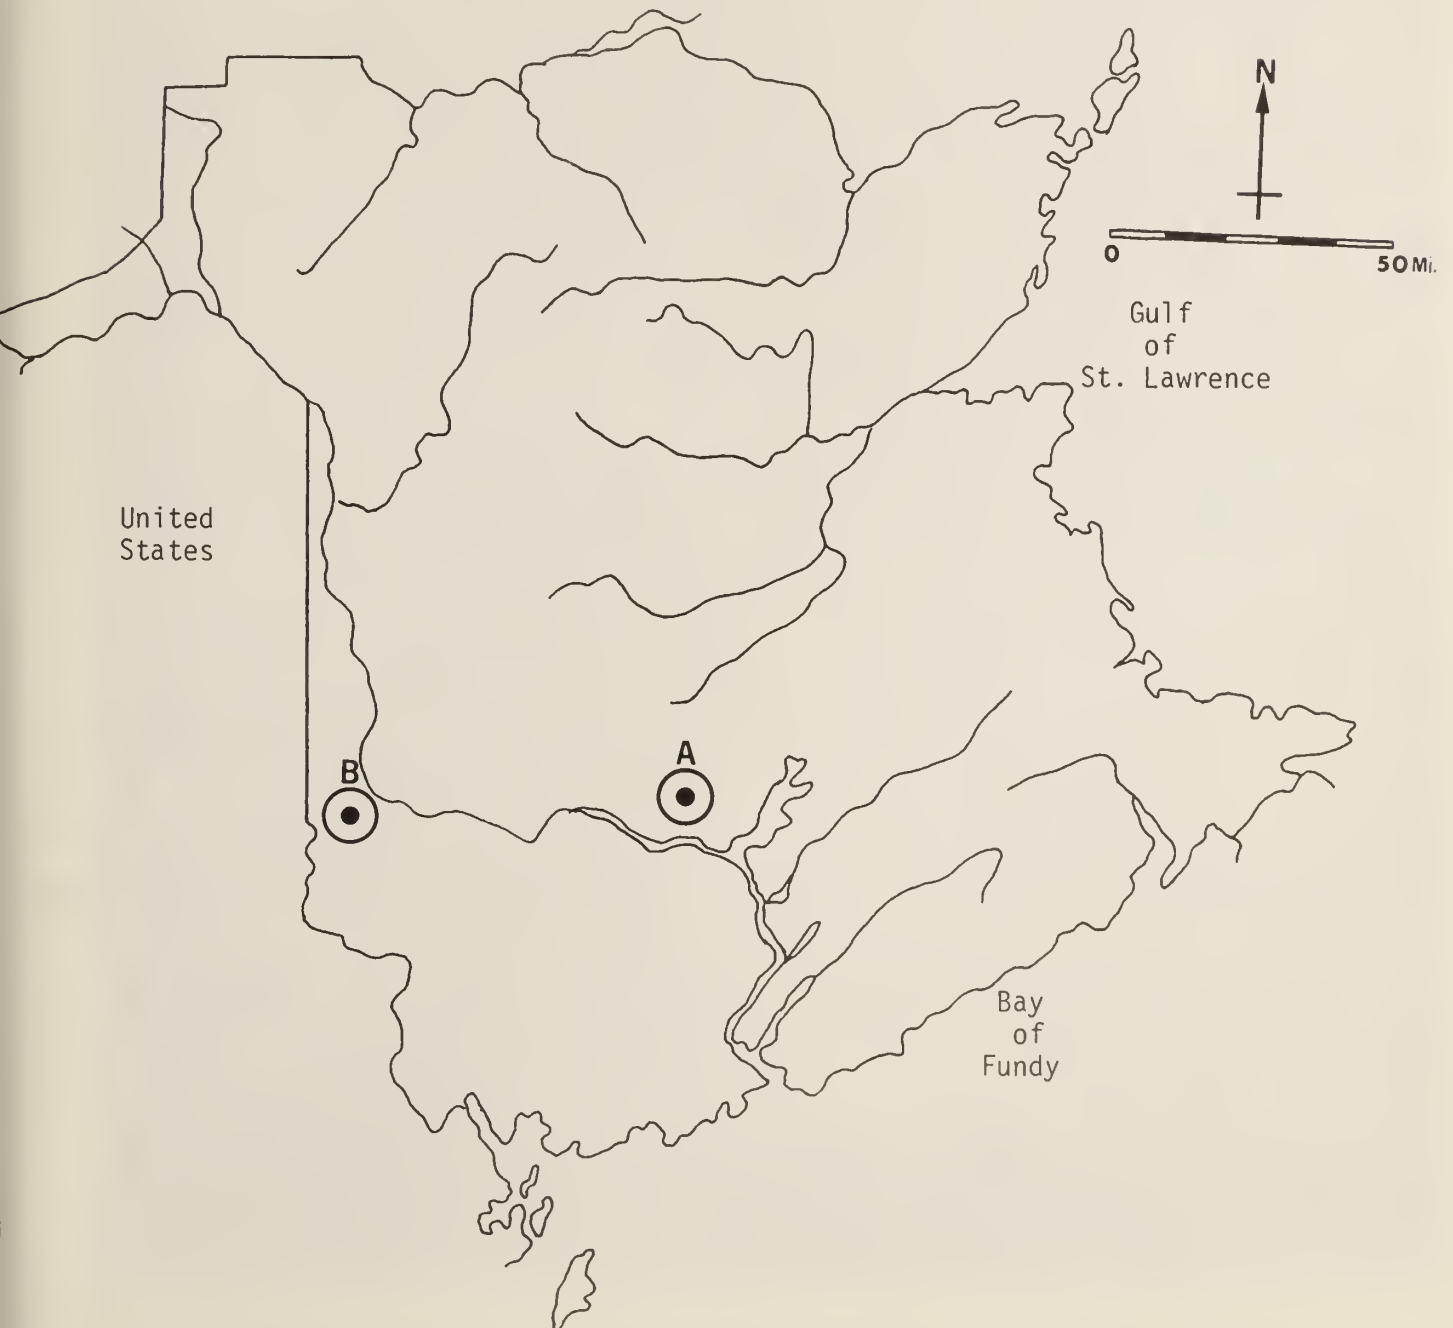 N
0
50 Mi.
Gulf
of
St. Lawrence
United
States
A
B
Bay
of
Fundy